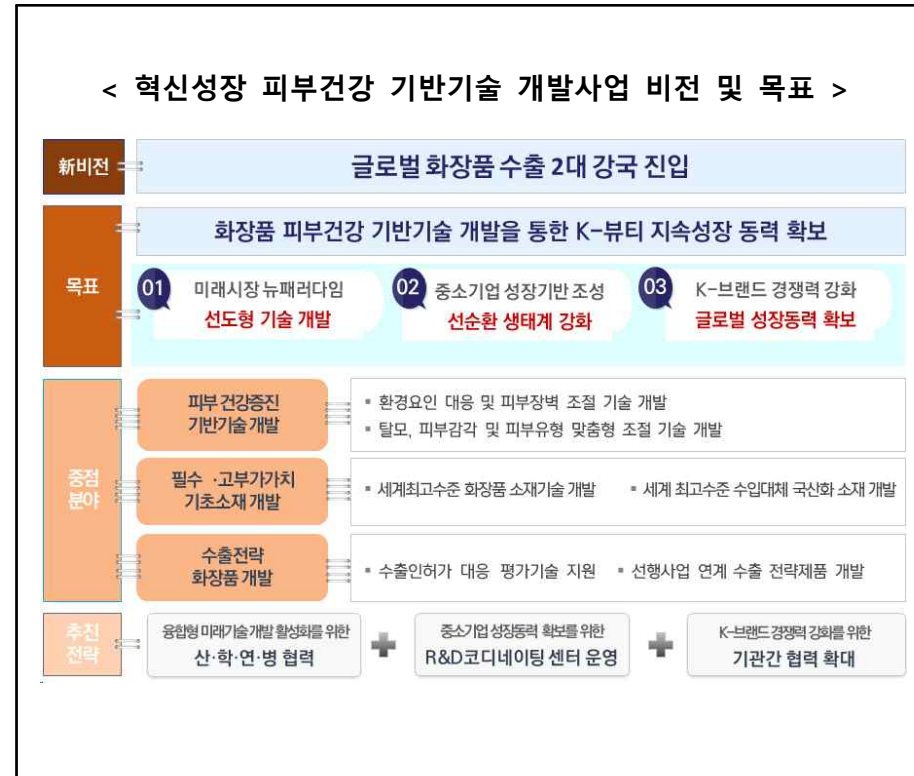 < 혁신성장 피부건강 기반기술 개발사업 비전 및 목표 >
新비전
글로벌 화장품 수출 2대 강국 진입
목표
화장품 피부건강 기반기술 개발을 통한 K-뷰티 지속성장 동력 확보
01 미래시장 뉴패러다임
선도형 기술 개발
02 중소기업 성장기반 조성
선순환 생태계 강화
03 K-브랜드 경쟁력 강화
글로벌 성장동력 확보
중점
분야
피부 건강증진
기반기술 개발
▪ 환경요인 대응 및 피부장벽 조절 기술 개발
▪ 탈모, 피부감각 및 피부유형 맞춤형 조절 기술 개발
필수 ·고부가가치
기초소재 개발
▪ 세계최고수준 화장품 소재기술 개발 ▪ 세계 최고수준 수입대체 국산화 소재 개발
수출전략
화장품 개발
▪ 수출인허가 대응 평가기술 지원 ▪ 선행사업 연계 수출 전략제품 개발
추진
전략
융합형 미래기술개발 활성화를 위한
산·학·연·병 협력
중소기업 성장동력 확보를 위한
R&D코디네이팅 센터 운영
K-브랜드 경쟁력 강화를 위한
기관간 협력 확대